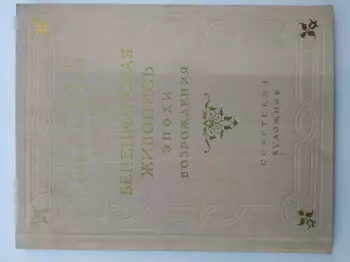 ВЕНЕЦИАНСКАЯ
ЖИВОПИСЬ
ЭПОХИ
ВОЗРОЖДЕНИЯ
СОВЕТСКИЙ
ХУДОЖНИК